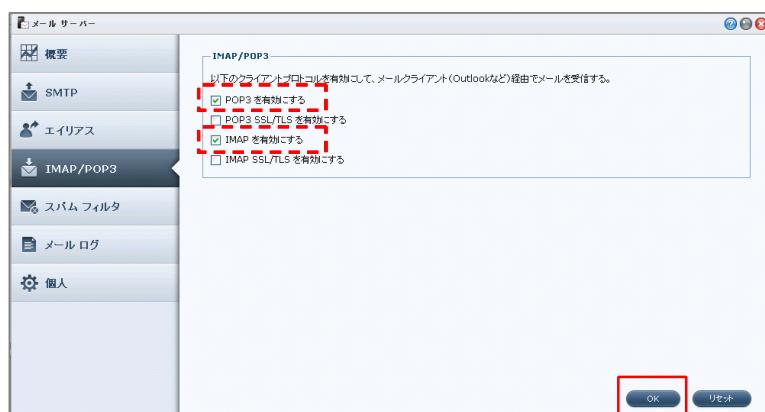 メール サーバー
概要
SMTP
エイリアス
IMAP/POP3
スパム フィルタ
メール ログ
個人
IMAP/POP3
以下のクライアントプロトコルを有効にして、メールクライアント(Outlookなど)経由でメールを受信する。
POP3 を有効にする
POP3 SSL/TLS を有効にする
IMAP を有効にする
IMAP SSL/TLS を有効にする
OK
リセット